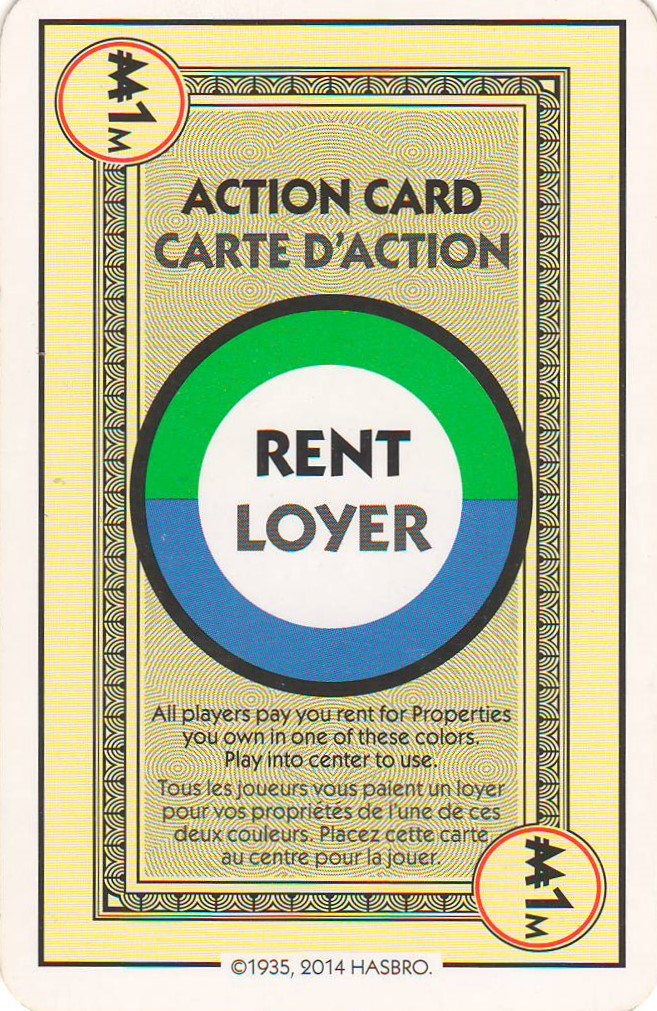 ₩1M
ACTION CARD
CARTE D'ACTION
RENT
LOYER
All players pay you rent for Properties
you own in one of these colors.
Play into center to use.
Tous les joueurs vous paient un loyer
pour vos propriétés de l'une de ces
deux couleurs. Placez cette carte
au centre pour la jouer.
₩1M
©1935, 2014 HASBRO.